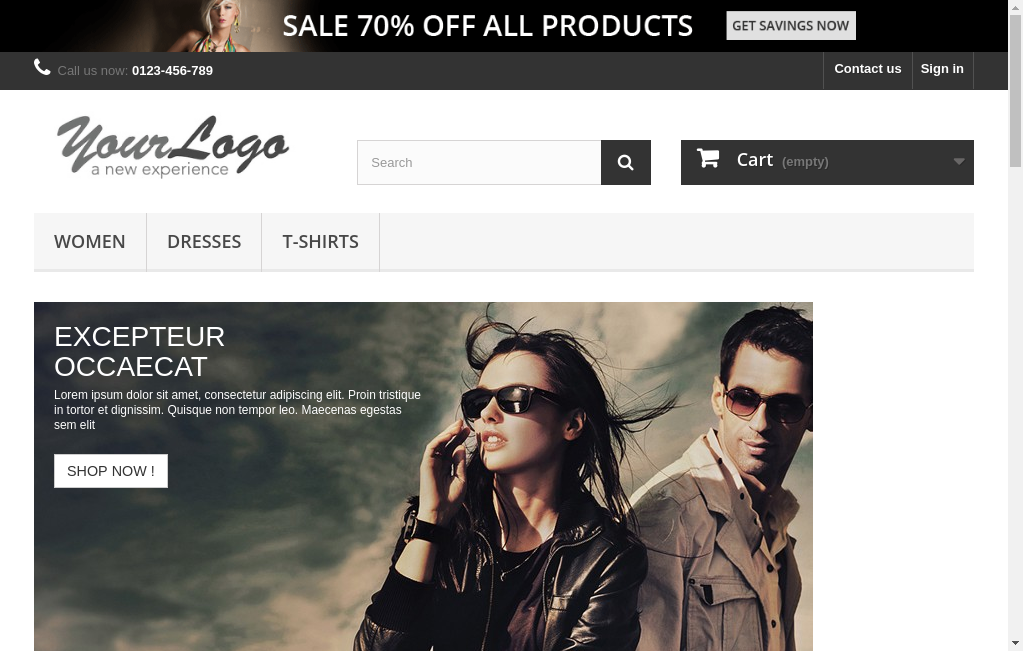 SALE 70% OFF ALL PRODUCTS GET SAVINGS NOW
Call us now: 0123-456-789
Contact us
Sign in
YourLogo
a new experience
Search
Cart (empty)
WOMEN
DRESSES
T-SHIRTS
EXCEPTEUR
OCCAECAT
Lorem ipsum dolor sit amet, consectetur adipiscing elit. Proin tristique
in tortor et dignissim. Quisque non tempor leo. Maecenas egestas
sem elit
SHOP NOW !